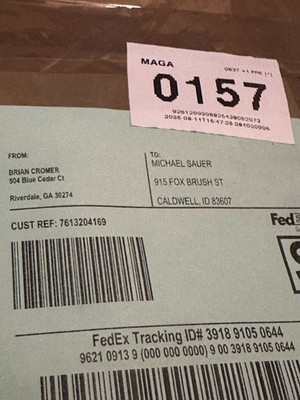 MAGA
0157
FROM:
BRIAN CROMER
504 Blue Cedar Ct
Riverdale, GA 30274
TO:
MICHAEL SAUER
915 FOX BRUSH ST
CALDWELL, ID 83607
CUST REF: 7613204169
Fed
FedEx Tracking ID# 3918 9105 0644
9621 0913 9 (000 000 0000) 9 00 3918 9105 0644